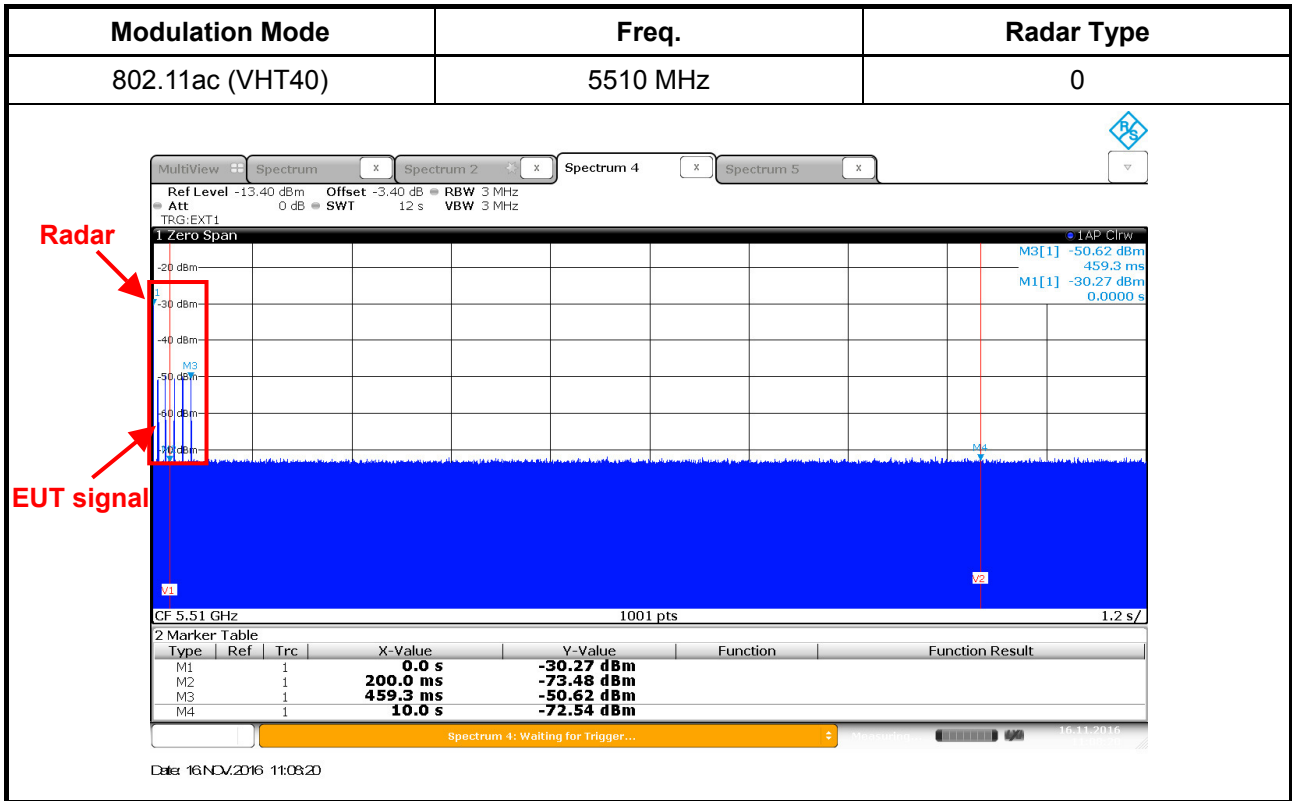 Modulation Mode Freq. Radar Type
802.11ac (VHT40) 5510 MHz 0
R&S
MultiView Spectrum x Spectrum 2 x Spectrum 4 x Spectrum 5 x
Ref Level -13.40 dBm Offset -3.40 dB RBW 3 MHz
Att 0 dB SWT 12 s VBW 3 MHz
TRG:EXT1
Radar
1 Zero Span 1AP Clrw
M3[1] -50.62 dBm
-20 dBm 459.3 ms
M1[1] -30.27 dBm
1 0.0000 s
-30 dBm
-40 dBm
M3
-50 dBm
-60 dBm
-70 dBm M4
EUT signal
V1 V2
CF 5.51 GHz 1001 pts 1.2 s/
2 Marker Table
Type Ref Trc X-Value Y-Value Function Function Result
M1 1 0.0 s -30.27 dBm
M2 1 200.0 ms -73.48 dBm
M3 1 459.3 ms -50.62 dBm
M4 1 10.0 s -72.54 dBm
Spectrum 4: Waiting for Trigger... Measuring 16.11.2016
Date: 16.NOV.2016 11:08:20